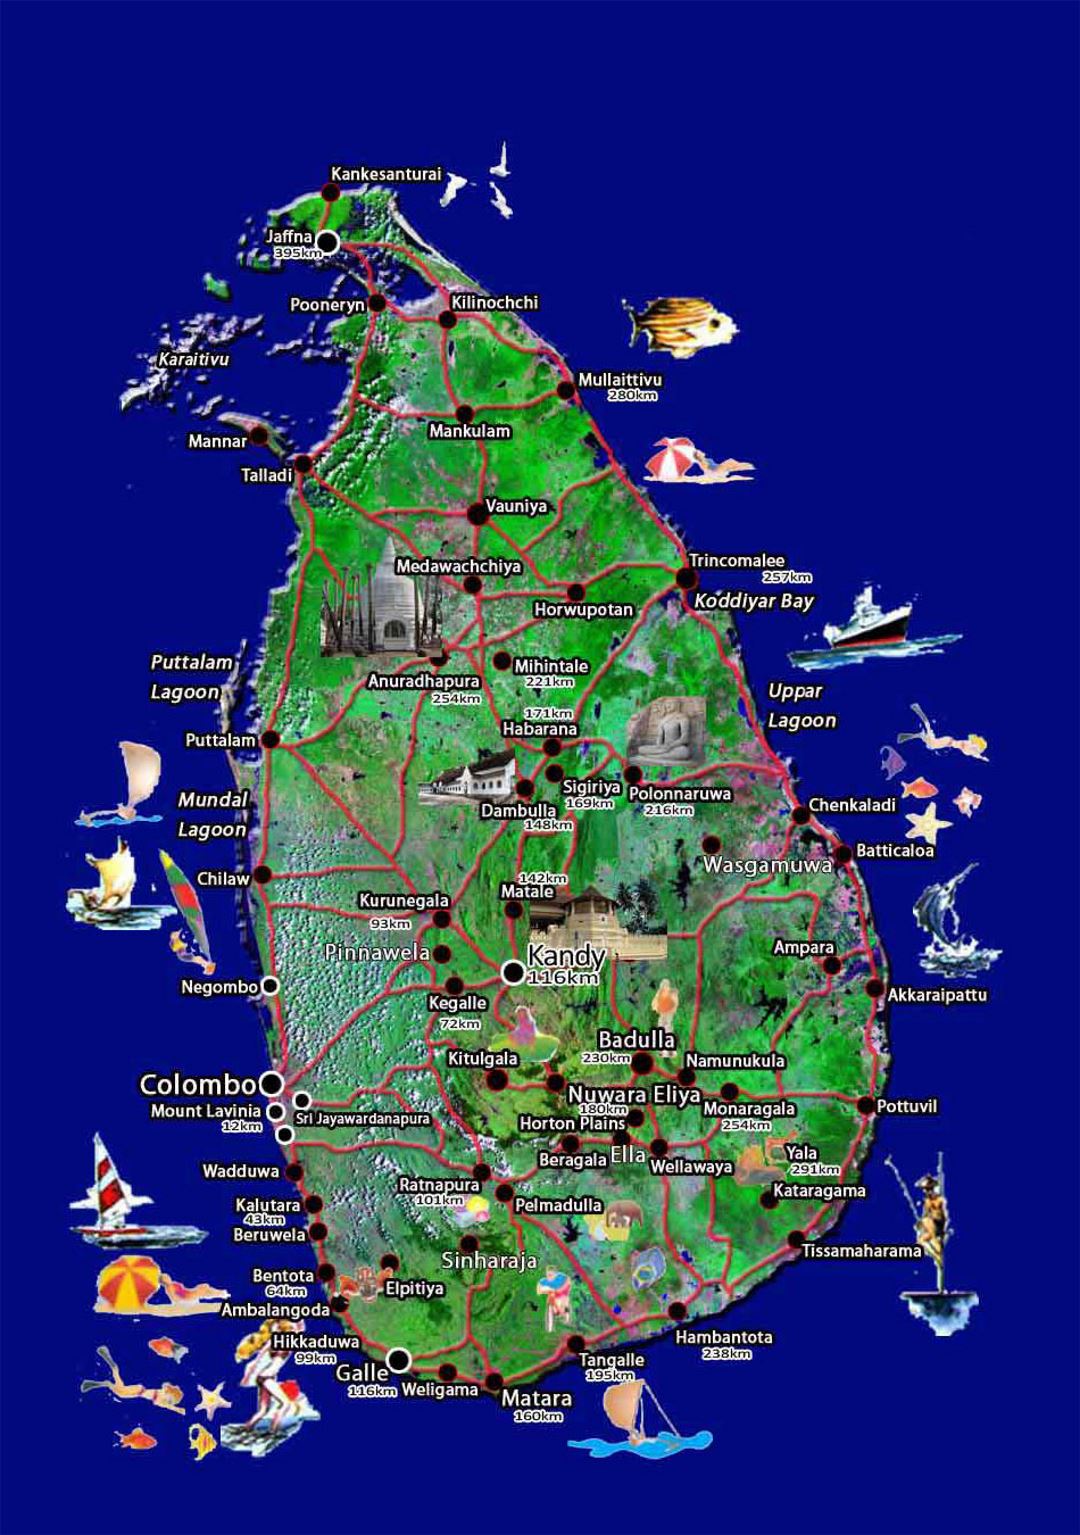 Kankesanturai
Jaffna
395km
Pooneryn
Kilinochchi
Karaitivu
Mullaittivu
280km
Mannar
Mankulam
Talladi
Vauniya
Medawachchiya
Trincomalee
257km
Horwupotan
Koddiyar Bay
Puttalam
Lagoon
Anuradhapura
254km
Mihintale
221km
Uppar
Lagoon
171km
Habarana
Puttalam
Sigiriya
169km
Polonnaruwa
216km
Dambulla
148km
Mundal
Lagoon
Chenkaladi
Batticaloa
Wasgamuwa
Chilaw
142km
Matale
Kurunegala
93km
Pinnawela
Kandy
116km
Ampara
Negombo
Kegalle
72km
Akkaraipattu
Badulla
230km
Kitulgala
Namunukula
Colombo
Nuwara Eliya
180km
Mount Lavinia
12km
Sri Jayawardanapura
Monaragala
254km
Pottuvil
Horton Plains
Beragala
Ella
Wellawaya
Yala
291km
Wadduwa
Ratnapura
101km
Kataragama
Kalutara
43km
Pelmadulla
Beruwela
Tissamaharama
Sinharaja
Bentota
64km
Elpitiya
Ambalangoda
Hikkaduwa
99km
Hambantota
238km
Galle
116km
Weligama
Tangalle
195km
Matara
160km